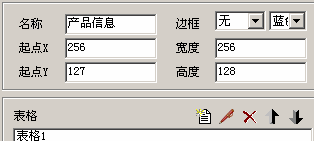 名称 产品信息 边框 无 蓝色
起点X 256 宽度 256
起点Y 127 高度 128
表格
表格1